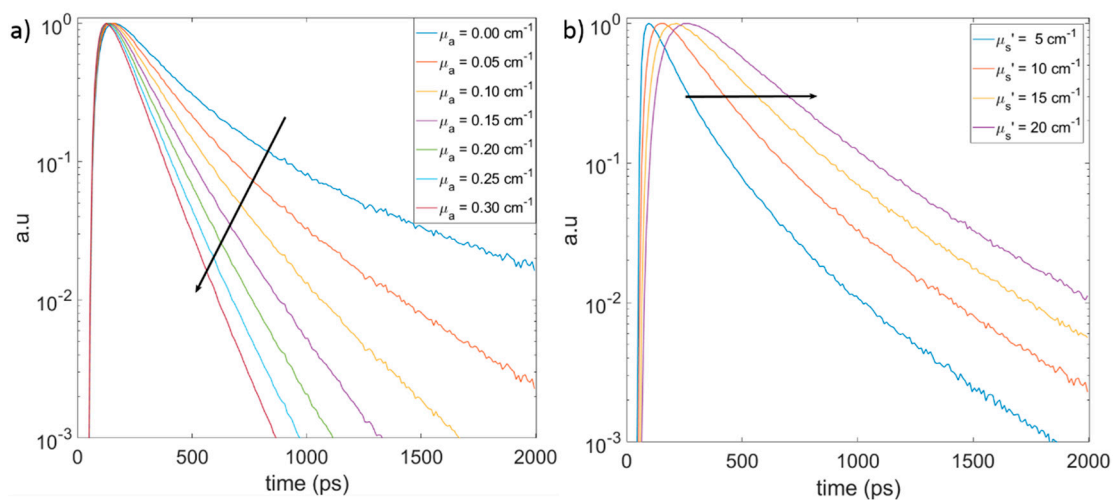 a)
10⁰
10⁻¹
10⁻²
10⁻³
a.u
0 500 1000 1500 2000
time (ps)
μₐ = 0.00 cm⁻¹
μₐ = 0.05 cm⁻¹
μₐ = 0.10 cm⁻¹
μₐ = 0.15 cm⁻¹
μₐ = 0.20 cm⁻¹
μₐ = 0.25 cm⁻¹
μₐ = 0.30 cm⁻¹
b)
10⁰
10⁻¹
10⁻²
10⁻³
a.u
0 500 1000 1500 2000
time (ps)
μₛ' = 5 cm⁻¹
μₛ' = 10 cm⁻¹
μₛ' = 15 cm⁻¹
μₛ' = 20 cm⁻¹